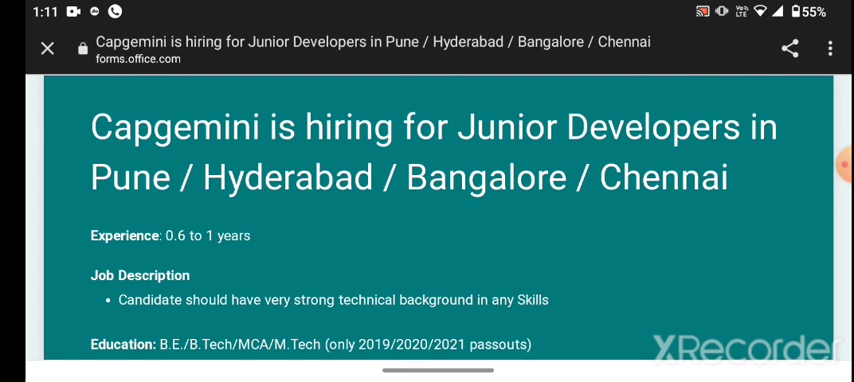 1:11
Vo LTE
55%
Capgemini is hiring for Junior Developers in Pune / Hyderabad / Bangalore / Chennai
forms.office.com
Capgemini is hiring for Junior Developers in
Pune / Hyderabad / Bangalore / Chennai
Experience: 0.6 to 1 years
Job Description
• Candidate should have very strong technical background in any Skills
Education: B.E./B.Tech/MCA/M.Tech (only 2019/2020/2021 passouts)
XRecorder